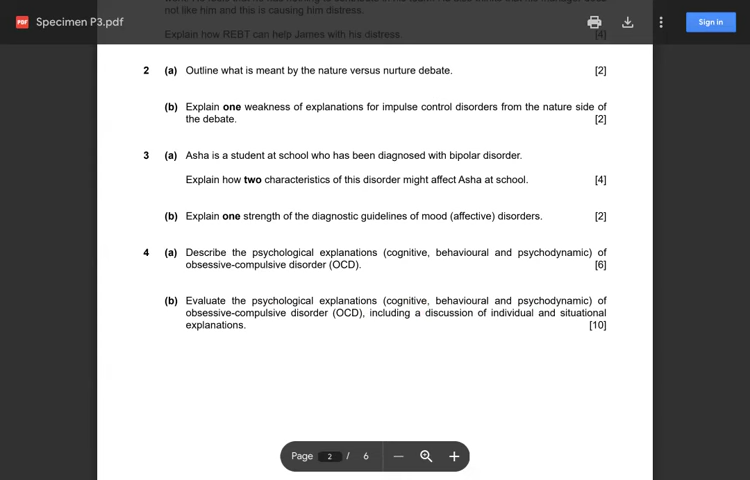 Specimen P3.pdf
Sign in
not like him and this is causing him distress.
Explain how REBT can help James with his distress. [4]
2 (a) Outline what is meant by the nature versus nurture debate. [2]
(b) Explain one weakness of explanations for impulse control disorders from the nature side of
the debate. [2]
3 (a) Asha is a student at school who has been diagnosed with bipolar disorder.
Explain how two characteristics of this disorder might affect Asha at school. [4]
(b) Explain one strength of the diagnostic guidelines of mood (affective) disorders. [2]
4 (a) Describe the psychological explanations (cognitive, behavioural and psychodynamic) of
obsessive-compulsive disorder (OCD). [6]
(b) Evaluate the psychological explanations (cognitive, behavioural and psychodynamic) of
obsessive-compulsive disorder (OCD), including a discussion of individual and situational
explanations. [10]
Page 2 / 6